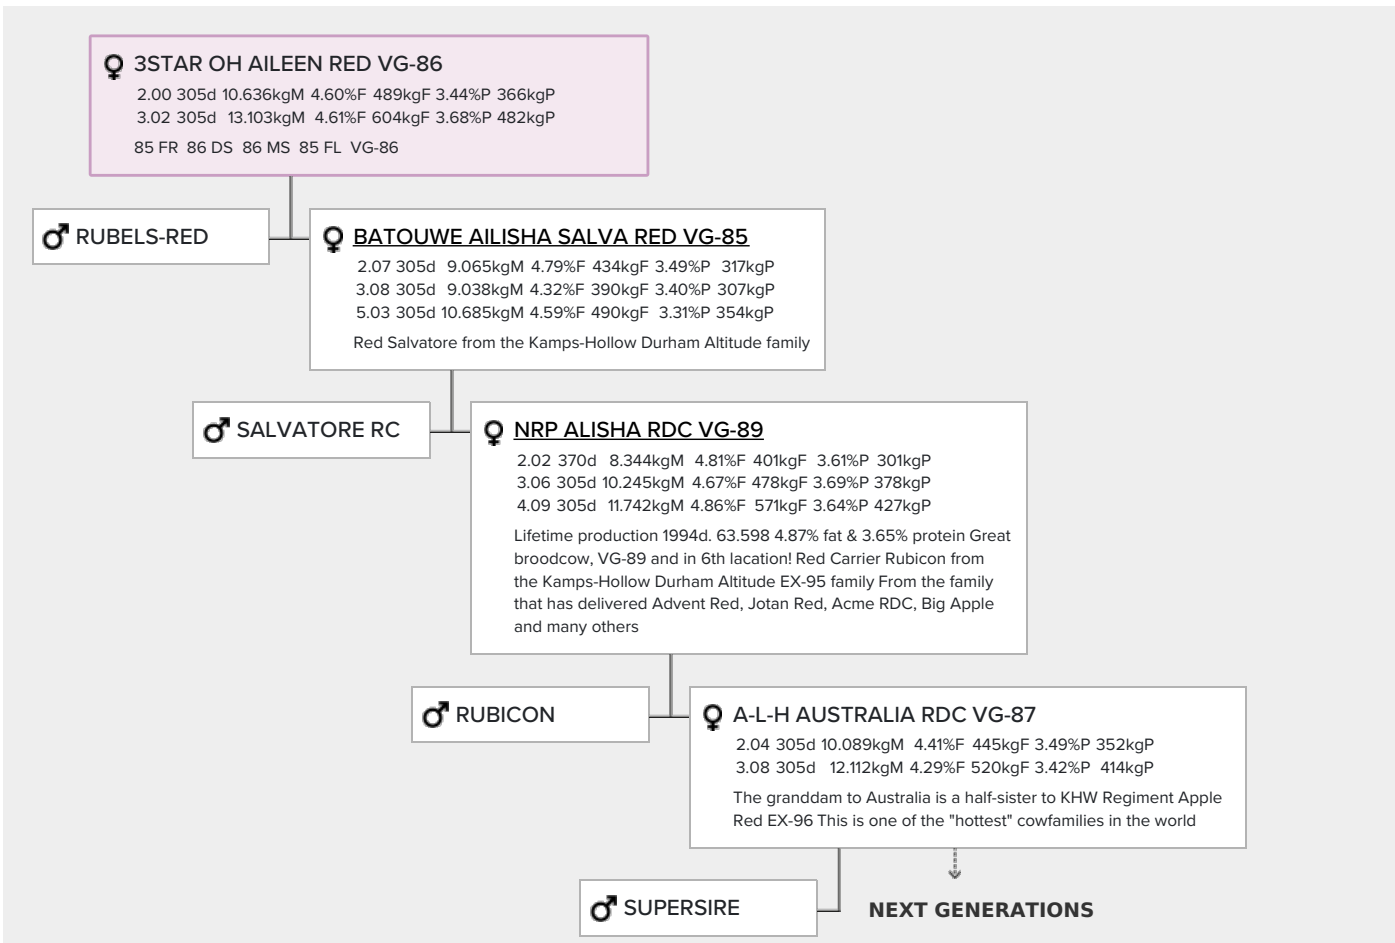 3STAR OH AILEEN RED VG-86
2.00 305d 10.636kgM 4.60%F 489kgF 3.44%P 366kgP
3.02 305d 13.103kgM 4.61%F 604kgF 3.68%P 482kgP
85 FR 86 DS 86 MS 85 FL VG-86
RUBELS-RED
BATOUWE AILISHA SALVA RED VG-85
2.07 305d 9.065kgM 4.79%F 434kgF 3.49%P 317kgP
3.08 305d 9.038kgM 4.32%F 390kgF 3.40%P 307kgP
5.03 305d 10.685kgM 4.59%F 490kgF 3.31%P 354kgP
Red Salvatore from the Kamps-Hollow Durham Altitude family
SALVATORE RC
NRP ALISHA RDC VG-89
2.02 370d 8.344kgM 4.81%F 401kgF 3.61%P 301kgP
3.06 305d 10.245kgM 4.67%F 478kgF 3.69%P 378kgP
4.09 305d 11.742kgM 4.86%F 571kgF 3.64%P 427kgP
Lifetime production 1994d. 63.598 4.87% fat & 3.65% protein Great
broodcow, VG-89 and in 6th lacation! Red Carrier Rubicon from
the Kamps-Hollow Durham Altitude EX-95 family From the family
that has delivered Advent Red, Jotan Red, Acme RDC, Big Apple
and many others
RUBICON
A-L-H AUSTRALIA RDC VG-87
2.04 305d 10.089kgM 4.41%F 445kgF 3.49%P 352kgP
3.08 305d 12.112kgM 4.29%F 520kgF 3.42%P 414kgP
The granddam to Australia is a half-sister to KHW Regiment Apple
Red EX-96 This is one of the "hottest" cowfamilies in the world
SUPERSIRE
NEXT GENERATIONS